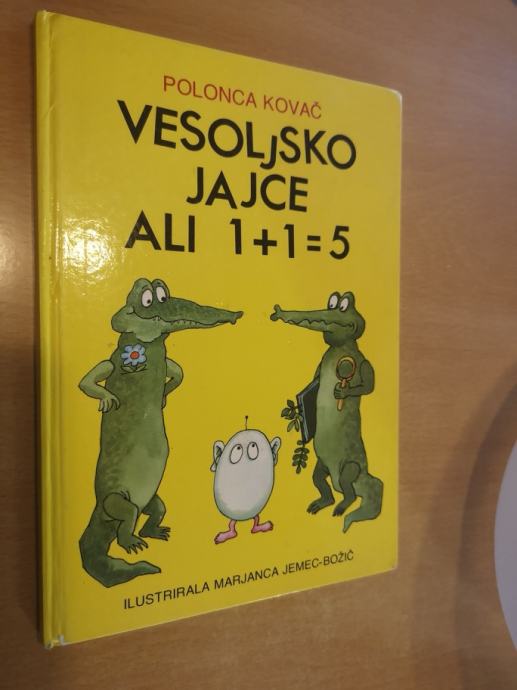 POLONCA KOVAČ
VESOLJSKO
JAJCE
ALI 1+1=5
ILUSTRIRALA MARJANCA JEMEC-BOŽIČ